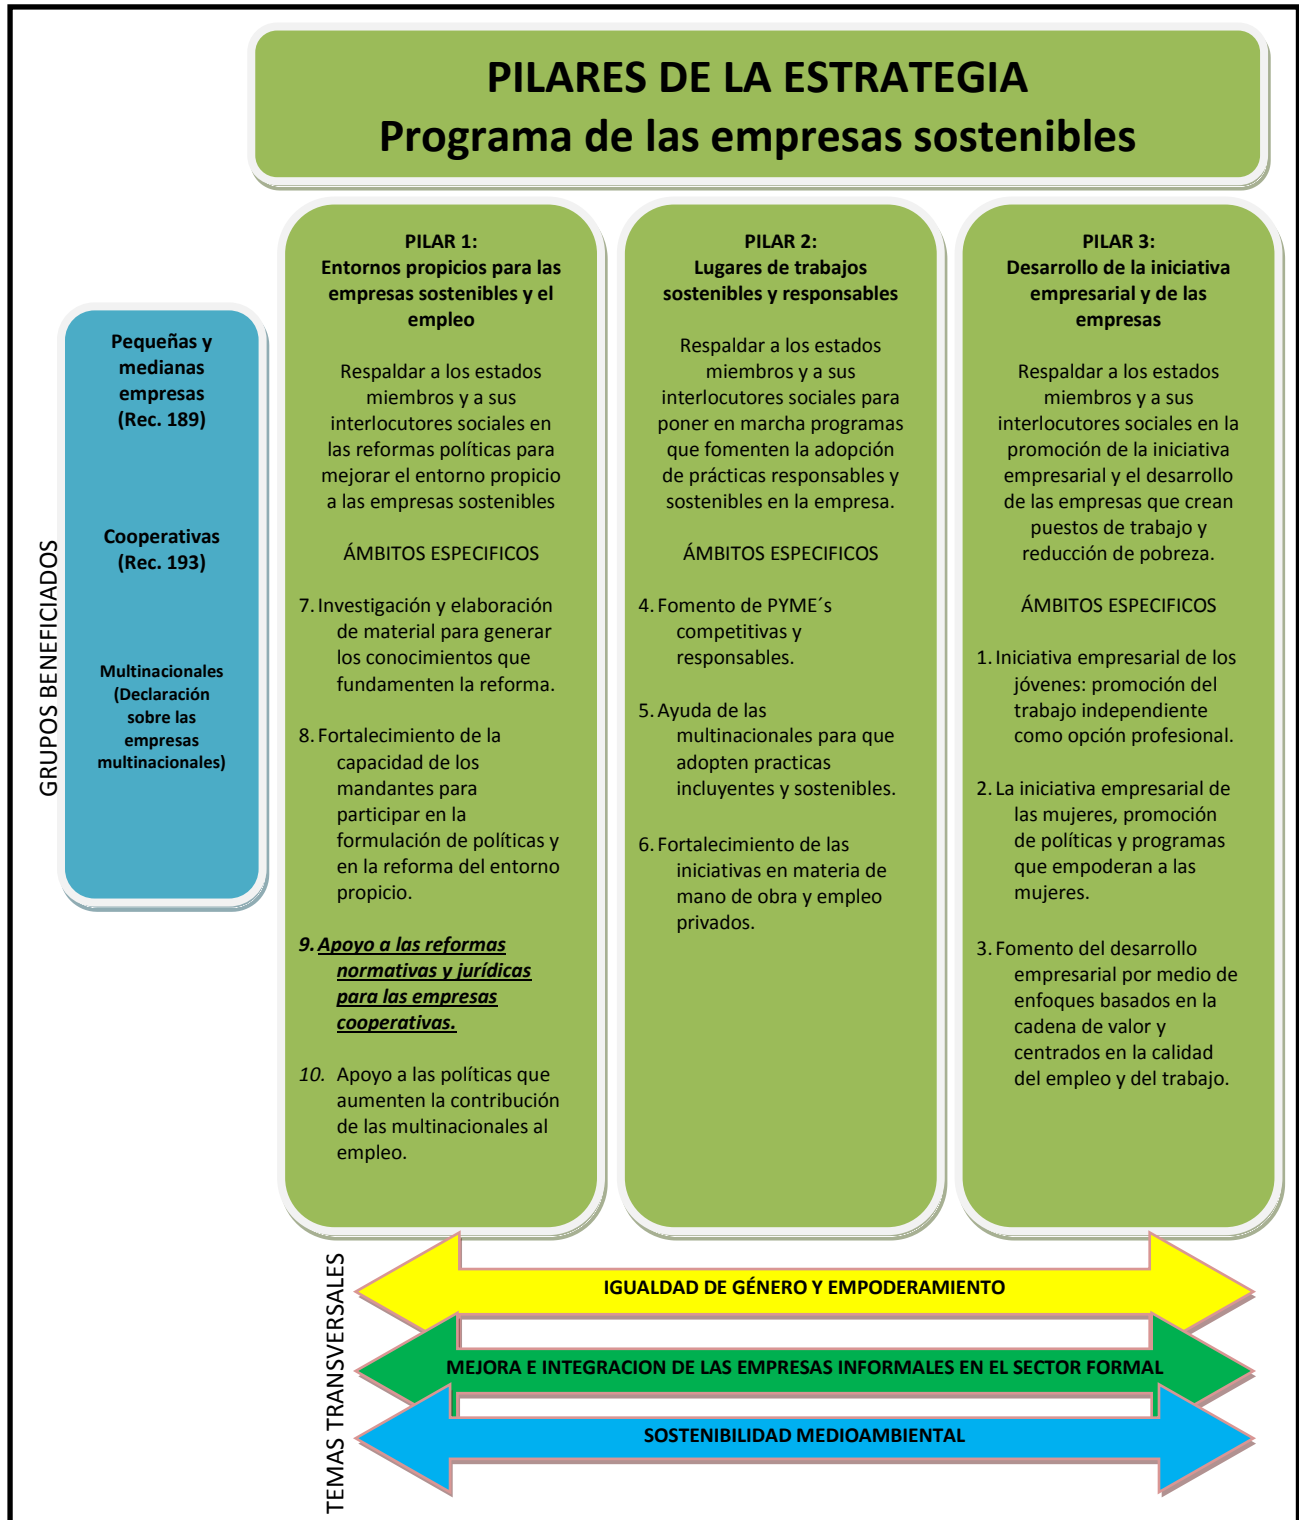 PILARES DE LA ESTRATEGIA
Programa de las empresas sostenibles
GRUPOS BENEFICIADOS
Pequeñas y
medianas
empresas
(Rec. 189)
Cooperativas
(Rec. 193)
Multinacionales
(Declaración
sobre las
empresas
multinacionales)
PILAR 1:
Entornos propicios para las
empresas sostenibles y el
empleo
Respaldar a los estados
miembros y a sus
interlocutores sociales en
las reformas políticas para
mejorar el entorno propicio
a las empresas sostenibles
ÁMBITOS ESPECIFICOS
7. Investigación y elaboración
de material para generar
los conocimientos que
fundamenten la reforma.
8. Fortalecimiento de la
capacidad de los
mandantes para
participar en la
formulación de políticas y
en la reforma del entorno
propicio.
9. Apoyo a las reformas
normativas y jurídicas
para las empresas
cooperativas.
10. Apoyo a las políticas que
aumenten la contribución
de las multinacionales al
empleo.
PILAR 2:
Lugares de trabajos
sostenibles y responsables
Respaldar a los estados
miembros y a sus
interlocutores sociales para
poner en marcha programas
que fomenten la adopción
de prácticas responsables y
sostenibles en la empresa.
ÁMBITOS ESPECIFICOS
4. Fomento de PYME´s
competitivas y
responsables.
5. Ayuda de las
multinacionales para que
adopten practicas
incluyentes y sostenibles.
6. Fortalecimiento de las
iniciativas en materia de
mano de obra y empleo
privados.
PILAR 3:
Desarrollo de la iniciativa
empresarial y de las
empresas
Respaldar a los estados
miembros y a sus
interlocutores sociales en la
promoción de la iniciativa
empresarial y el desarrollo
de las empresas que crean
puestos de trabajo y
reducción de pobreza.
ÁMBITOS ESPECIFICOS
1. Iniciativa empresarial de los
jóvenes: promoción del
trabajo independiente
como opción profesional.
2. La iniciativa empresarial de
las mujeres, promoción
de políticas y programas
que empoderan a las
mujeres.
3. Fomento del desarrollo
empresarial por medio de
enfoques basados en la
cadena de valor y
centrados en la calidad
del empleo y del trabajo.
TEMAS TRANSVERSALES
IGUALDAD DE GÉNERO Y EMPODERAMIENTO
MEJORA E INTEGRACION DE LAS EMPRESAS INFORMALES EN EL SECTOR FORMAL
SOSTENIBILIDAD MEDIOAMBIENTAL